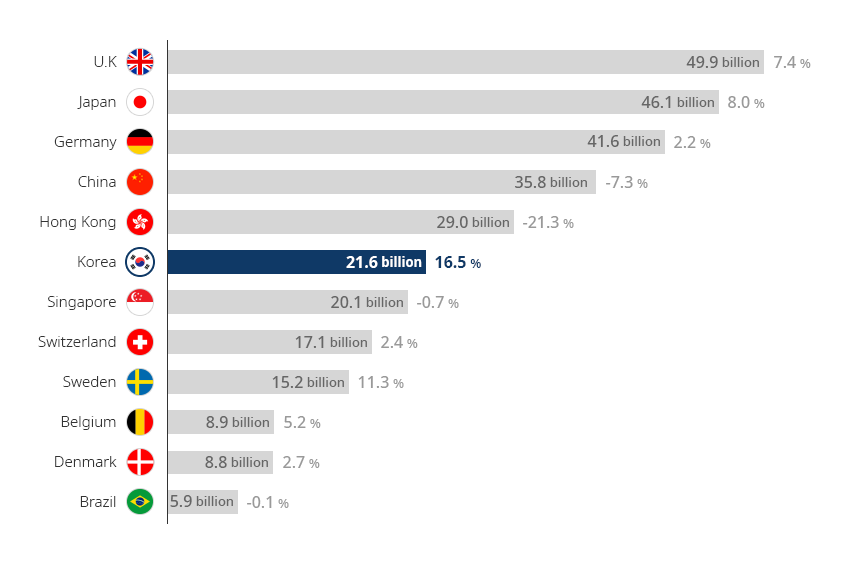 U.K 49.9 billion 7.4 %
Japan 46.1 billion 8.0 %
Germany 41.6 billion 2.2 %
China 35.8 billion -7.3 %
Hong Kong 29.0 billion -21.3 %
Korea 21.6 billion 16.5 %
Singapore 20.1 billion -0.7 %
Switzerland 17.1 billion 2.4 %
Sweden 15.2 billion 11.3 %
Belgium 8.9 billion 5.2 %
Denmark 8.8 billion 2.7 %
Brazil 5.9 billion -0.1 %